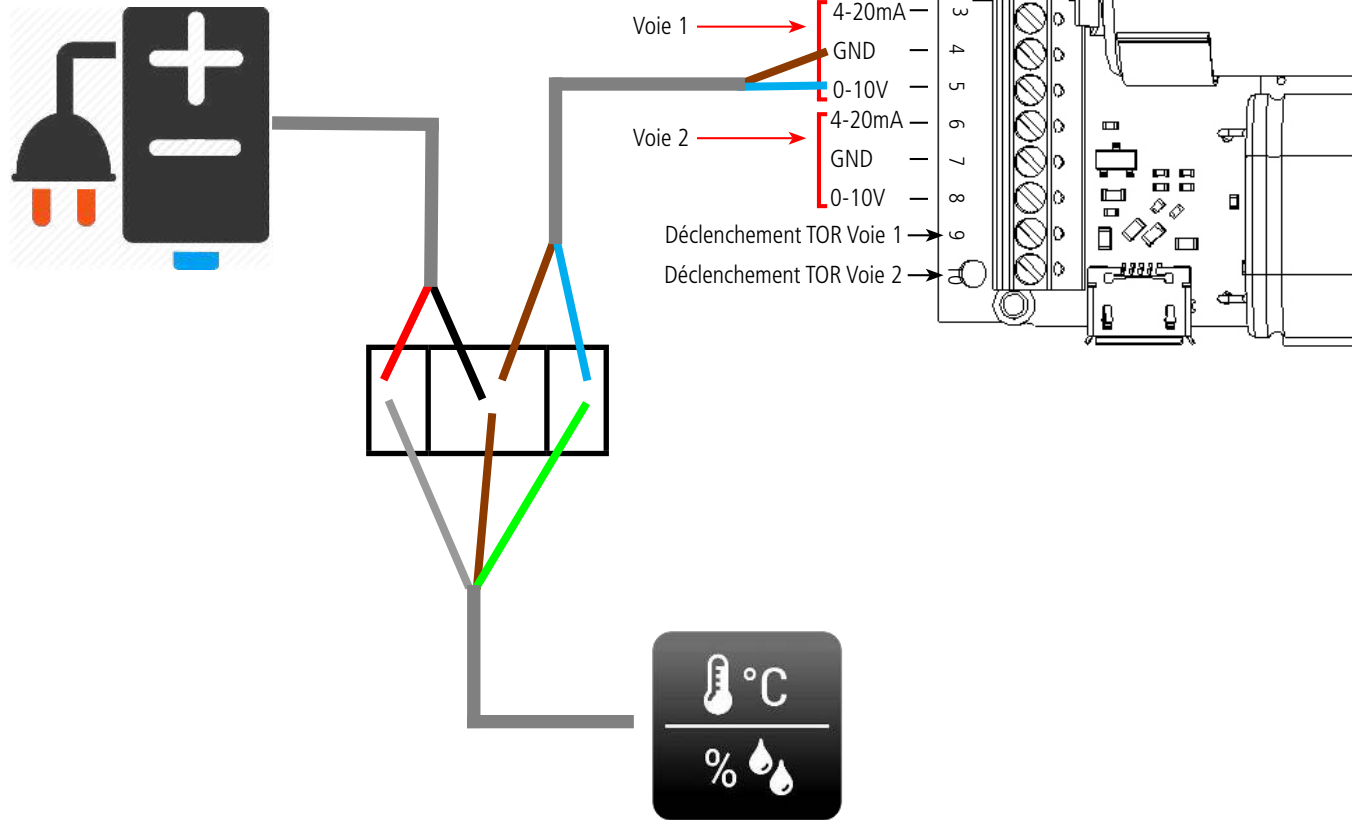 Voie 1
4-20mA
3
GND
4
0-10V
5
Voie 2
4-20mA
6
GND
7
0-10V
8
Déclenchement TOR Voie 1
9
Déclenchement TOR Voie 2
°C
%